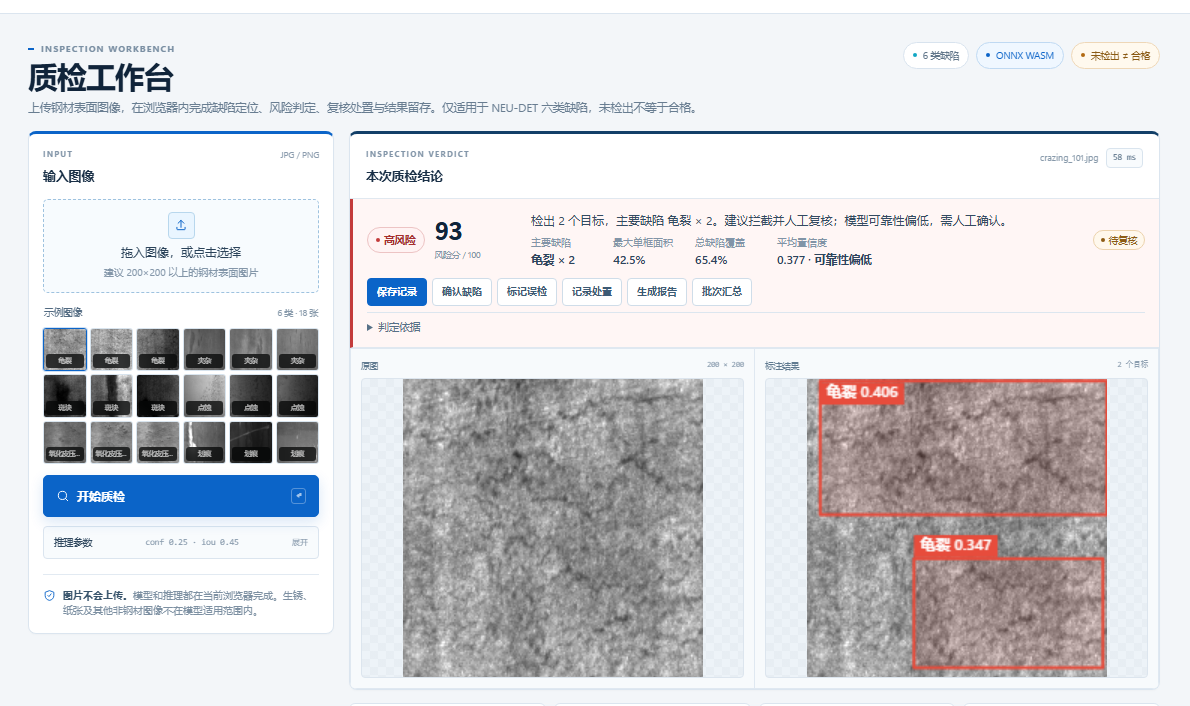 INSPECTION WORKBENCH
质检工作台
上传钢材表面图像，在浏览器内完成缺陷定位、风险判定、复核处置与结果留存。仅适用于 NEU-DET 六类缺陷，未检出不等于合格。
6 类缺陷
ONNX WASM
未检出 ≠ 合格
INPUT
JPG / PNG
输入图像
拖入图像，或点击选择
建议 200×200 以上的钢材表面图片
示例图像
6 类 · 18 张
龟裂
龟裂
龟裂
夹杂
夹杂
夹杂
斑块
斑块
斑块
点蚀
点蚀
点蚀
氧化皮压...
氧化皮压...
氧化皮压...
划痕
划痕
划痕
开始质检
推理参数
conf 0.25 · iou 0.45
展开
图片不会上传。模型和推理都在当前浏览器完成。生锈、
纸张及其他非钢材图像不在模型适用范围内。
INSPECTION VERDICT
本次质检结论
crazing_101.jpg
58 ms
高风险
93
风险分 / 100
检出 2 个目标，主要缺陷 龟裂 × 2。建议拦截并人工复核；模型可靠性偏低，需人工确认。
主要缺陷
龟裂 × 2
最大单框面积
42.5%
总缺陷覆盖
65.4%
平均置信度
0.377 · 可靠性偏低
待复核
保存记录
确认缺陷
标记误检
记录处置
生成报告
批次汇总
判定依据
原图
200 × 200
标注结果
2 个目标
龟裂 0.406
龟裂 0.347